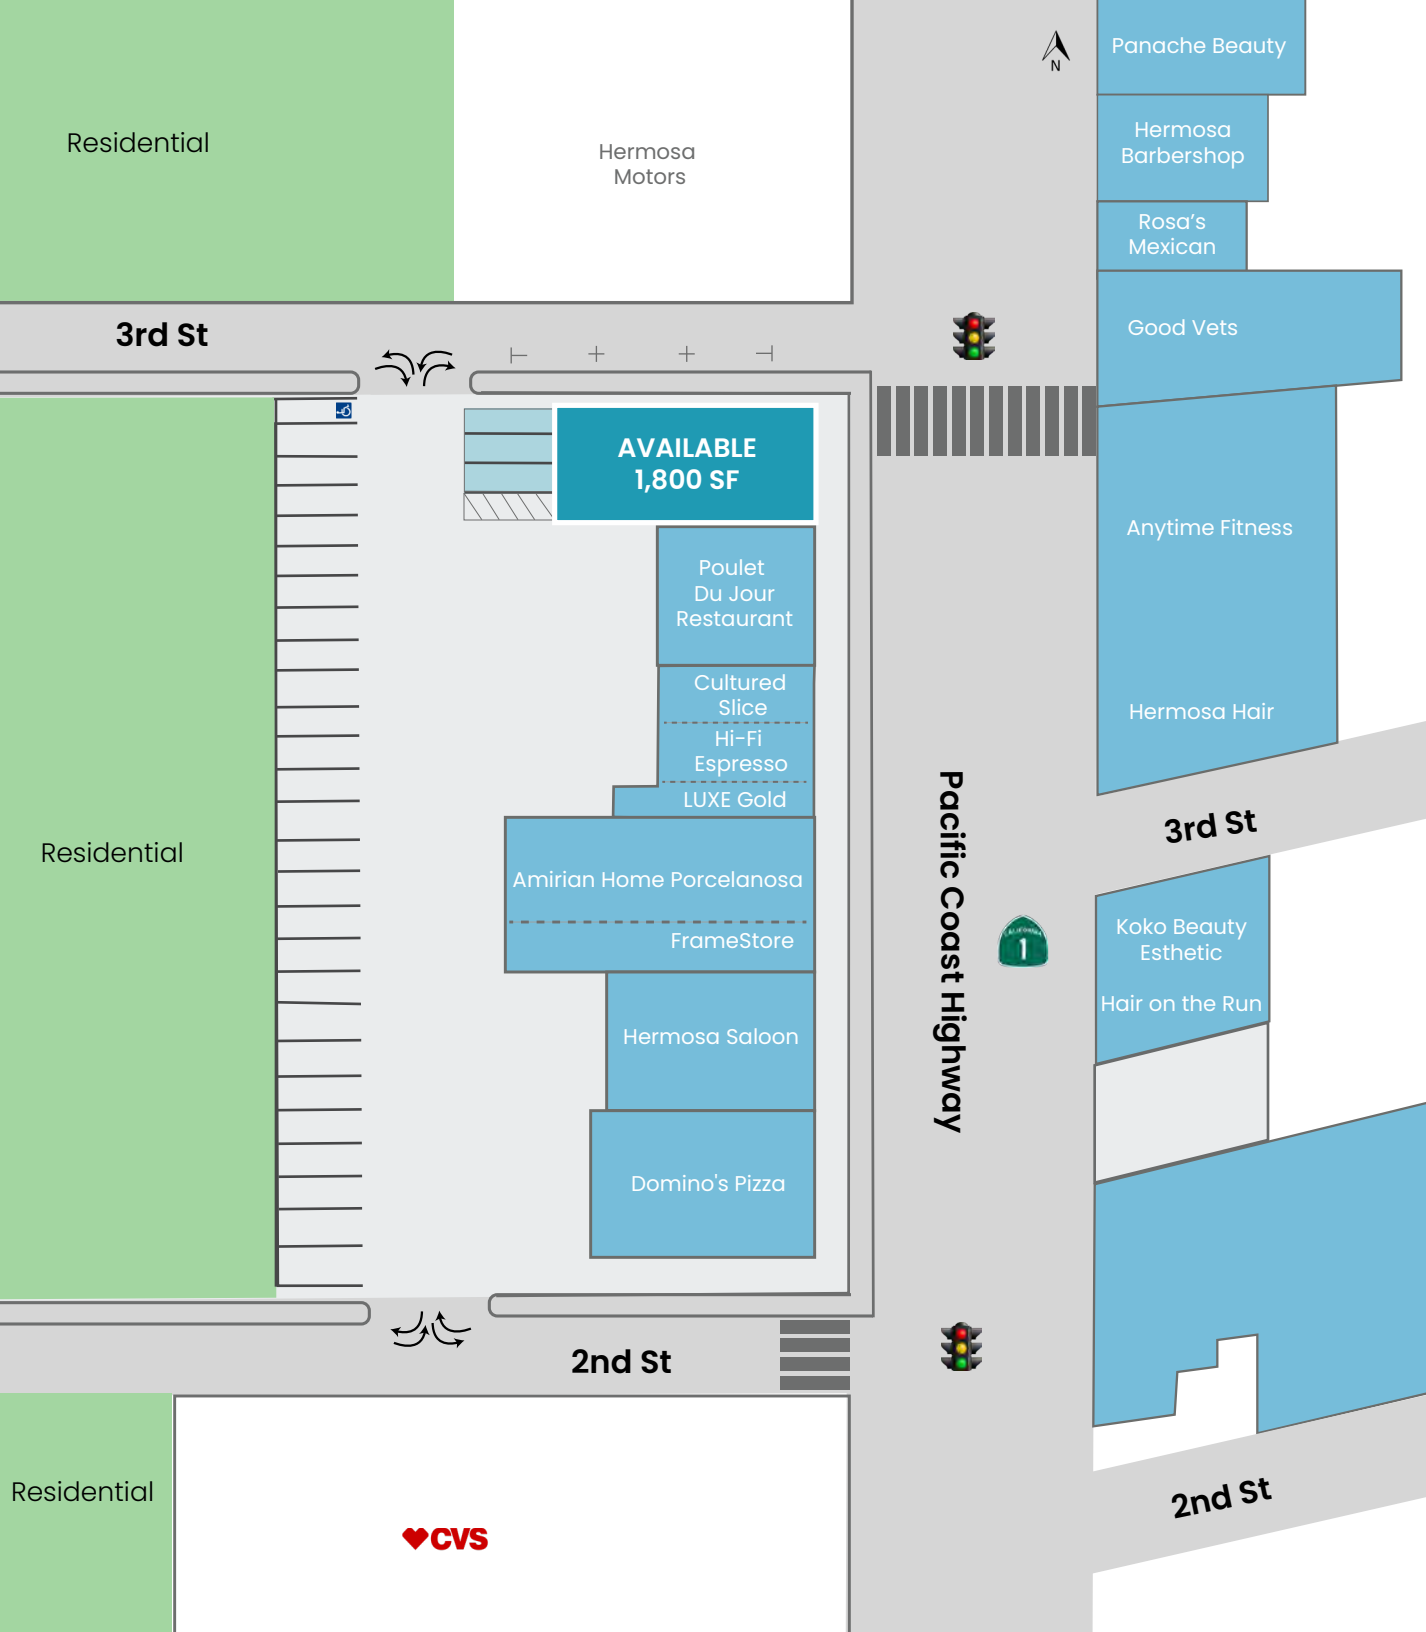 Panache Beauty
N
Hermosa
Barbershop
Residential
Hermosa
Motors
Rosa’s
Mexican
Good Vets
3rd St
AVAILABLE
1,800 SF
Anytime Fitness
Poulet
Du Jour
Restaurant
Cultured
Slice
Hermosa Hair
Hi-Fi
Espresso
LUXE Gold
Pacific Coast Highway
3rd St
Residential
Amirian Home Porcelanosa
FrameStore
CALIFORNIA
1
Koko Beauty
Esthetic
Hair on the Run
Hermosa Saloon
Domino's Pizza
2nd St
Residential
CVS
2nd St